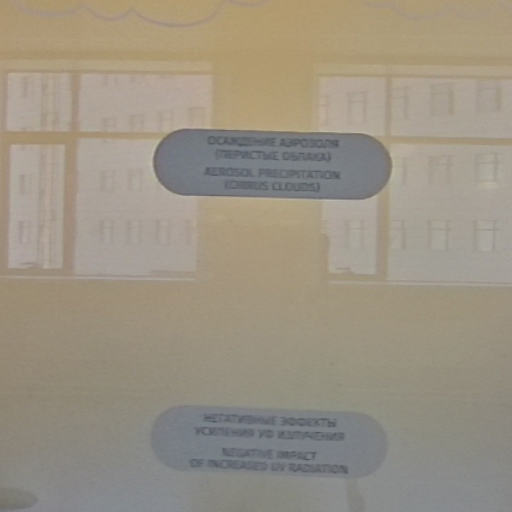 ОСАЖДЕНИЕ АЭРОЗОЛЯ
(ПЕРИСТЫЕ ОБЛАКА)
AEROSOL PRECIPITATION
(CIRRUS CLOUDS)
НЕГАТИВНЫЕ ЭФФЕКТЫ
УСИЛЕНИЯ УФ ИЗЛУЧЕНИЯ
NEGATIVE IMPACT
OF INCREASED UV RADIATION